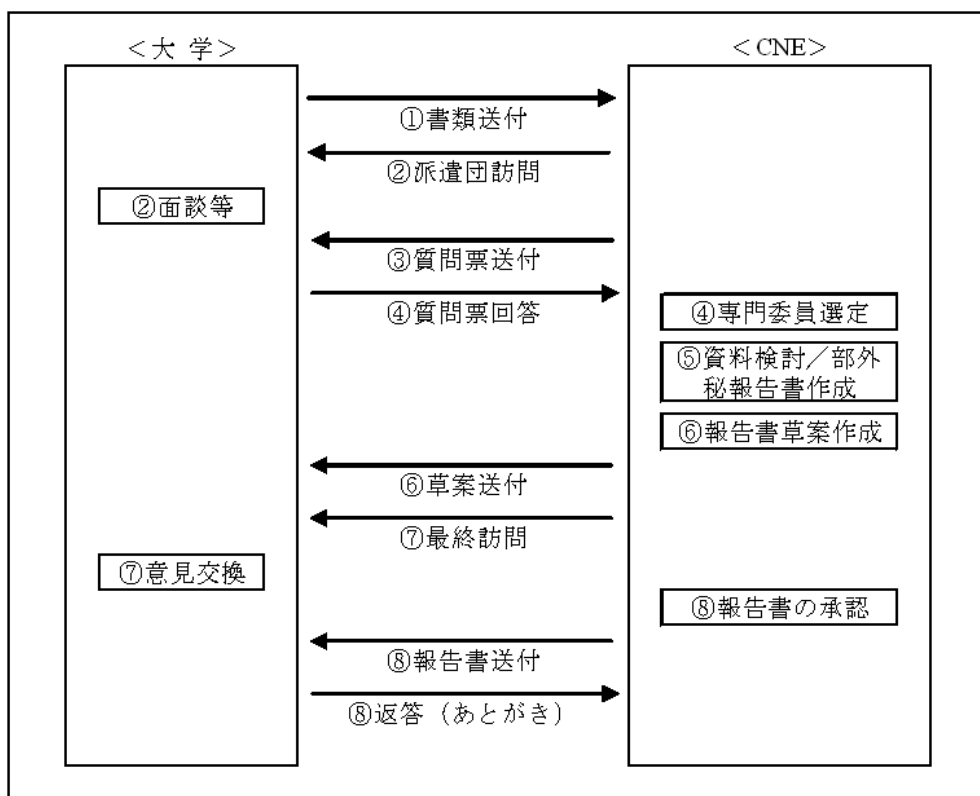 ＜大 学＞
＜CNE＞
①書類送付
②派遣団訪問
②面談等
③質問票送付
④質問票回答
④専門委員選定
⑤資料検討／部外
秘報告書作成
⑥報告書草案作成
⑥草案送付
⑦最終訪問
⑦意見交換
⑧報告書の承認
⑧報告書送付
⑧返答（あとがき）